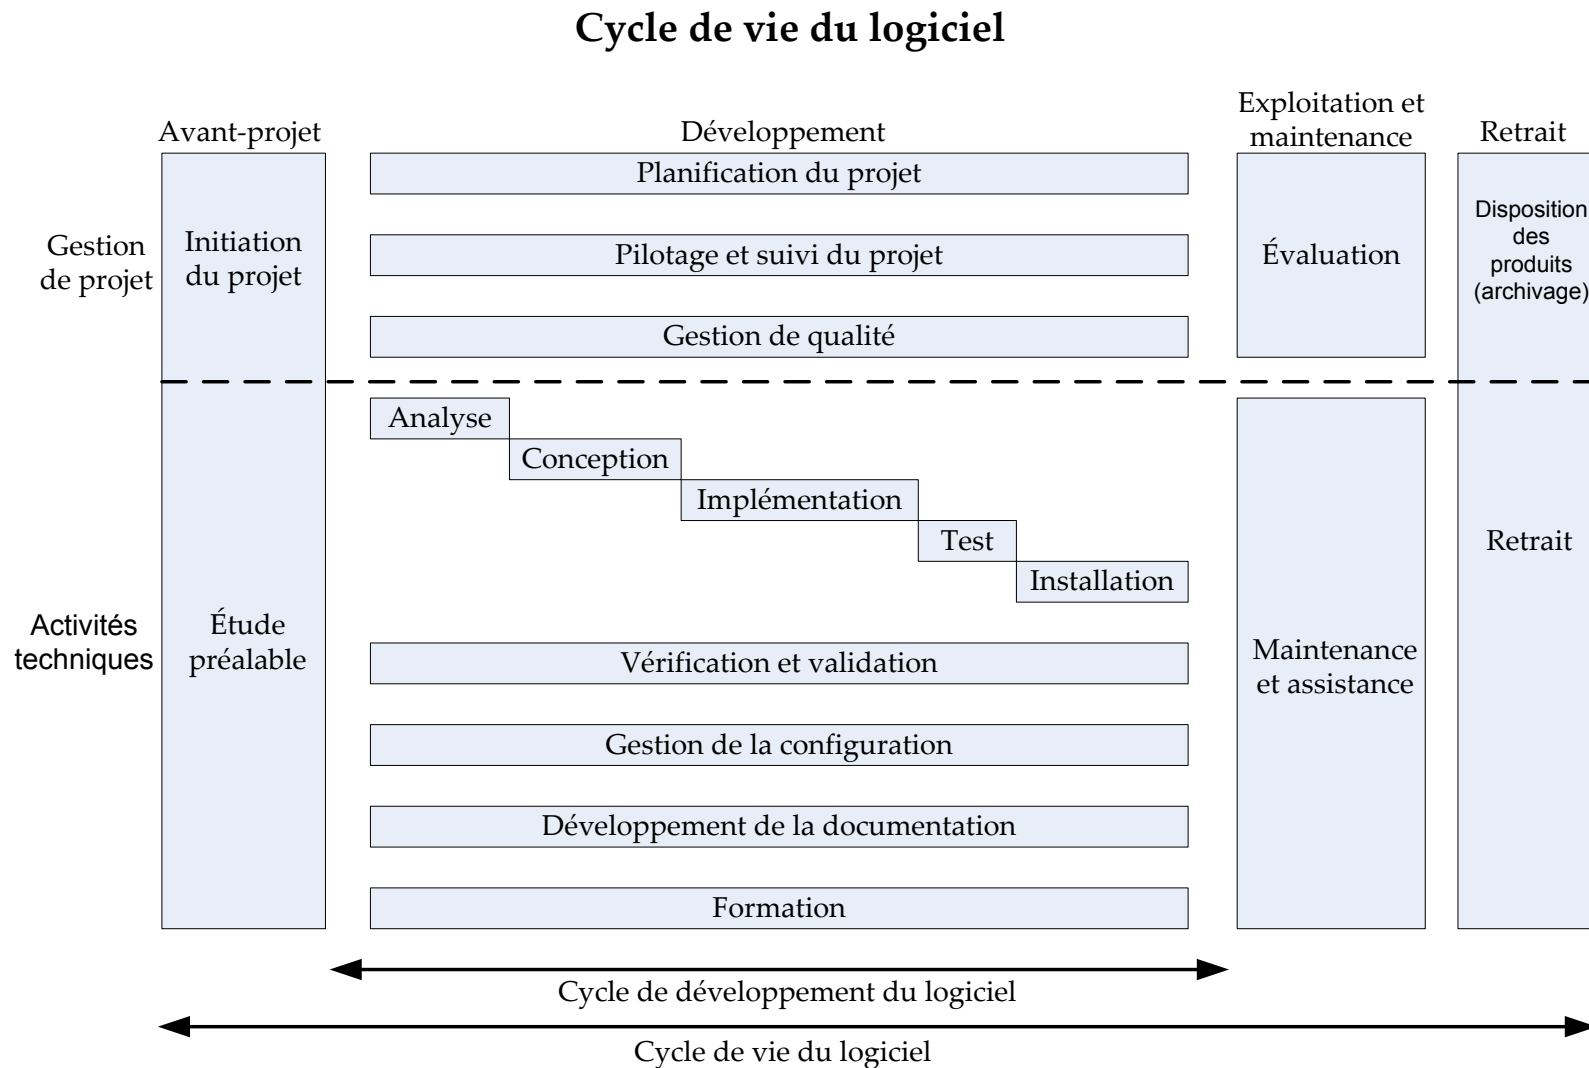 Cycle de vie du logiciel
Avant-projet
Développement
Exploitation et
maintenance
Retrait
Gestion
de projet
Initiation
du projet
Planification du projet
Pilotage et suivi du projet
Gestion de qualité
Évaluation
Disposition
des
produits
(archivage)
Activités
techniques
Étude
préalable
Analyse
Conception
Implémentation
Test
Installation
Vérification et validation
Gestion de la configuration
Développement de la documentation
Formation
Maintenance
et assistance
Retrait
Cycle de développement du logiciel
Cycle de vie du logiciel